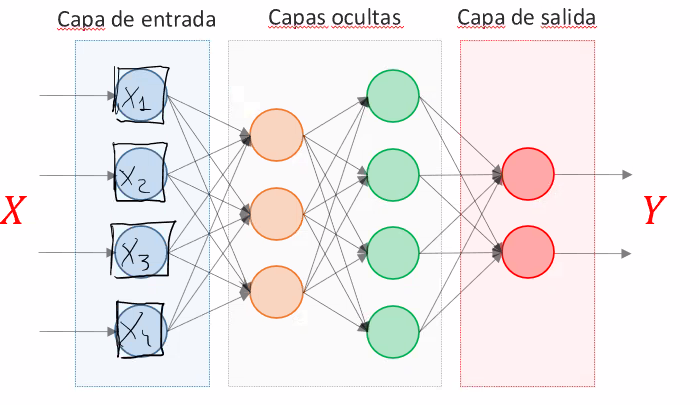 Capa de entrada
Capas ocultas
Capa de salida
X
X1
X2
X3
X4
Y